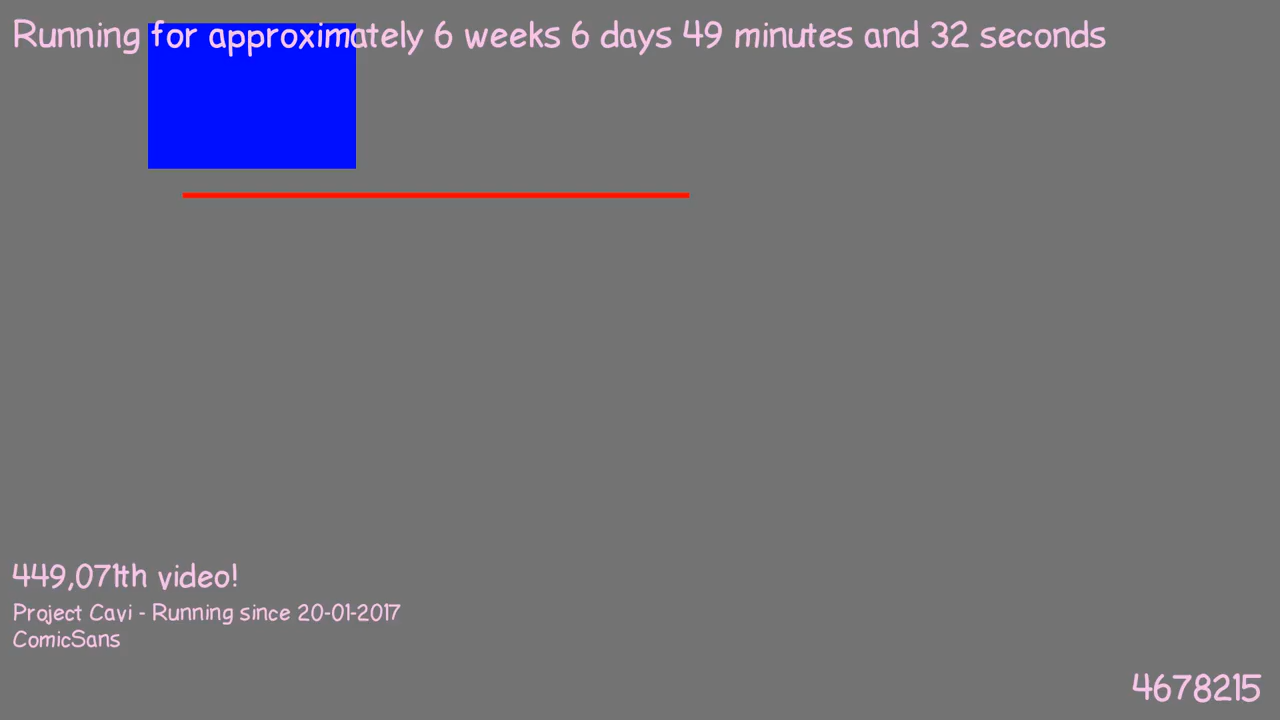 Running for approximately 6 weeks 6 days 49 minutes and 32 seconds
449,071th video!
Project Cavi - Running since 20-01-2017
ComicSans
4678215